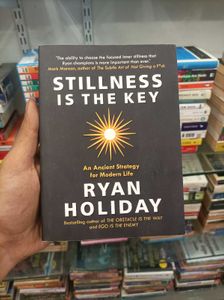 "The ability to choose the focused inner stillness that
Ryan champions is more important than ever."
Mark Manson, author of The Subtle Art of Not Giving a F*ck
STILLNESS
IS THE KEY
An Ancient Strategy
for Modern Life
RYAN
HOLIDAY
Bestselling author of THE OBSTACLE IS THE WAY
and EGO IS THE ENEMY